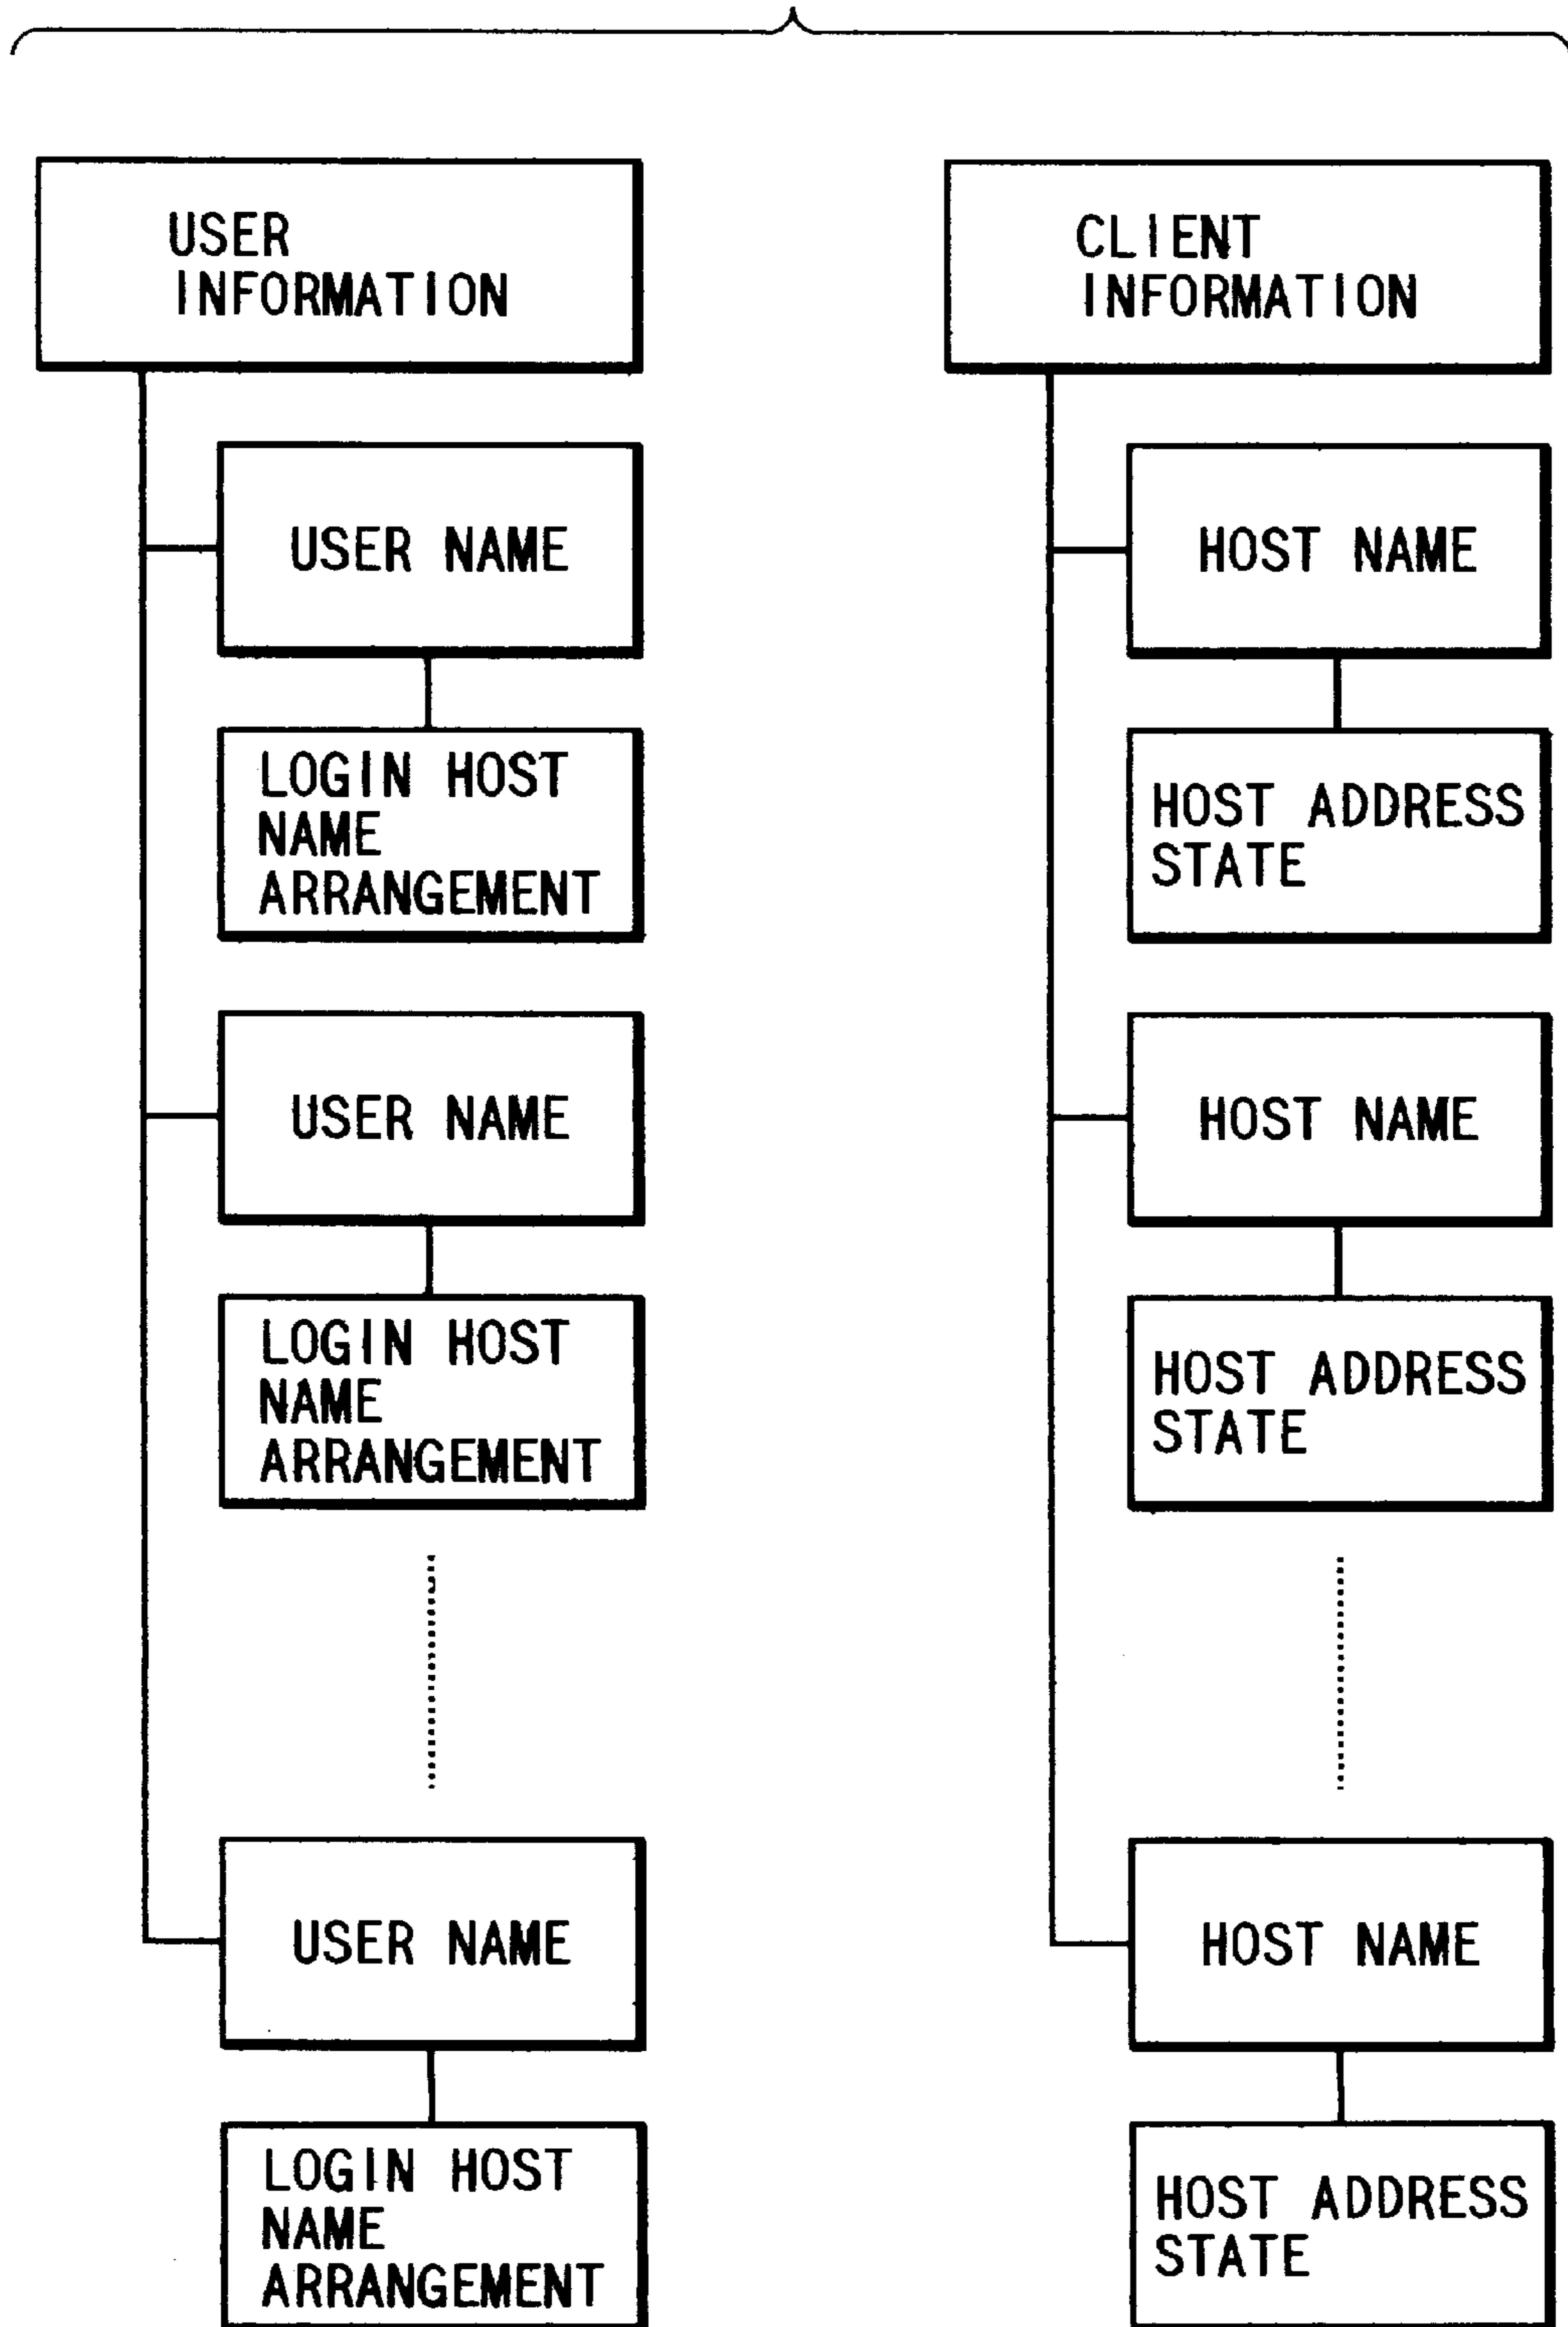 USER
INFORMATION
USER NAME
LOGIN HOST
NAME
ARRANGEMENT
USER NAME
LOGIN HOST
NAME
ARRANGEMENT
USER NAME
LOGIN HOST
NAME
ARRANGEMENT
CLIENT
INFORMATION
HOST NAME
HOST ADDRESS
STATE
HOST NAME
HOST ADDRESS
STATE
HOST NAME
HOST ADDRESS
STATE